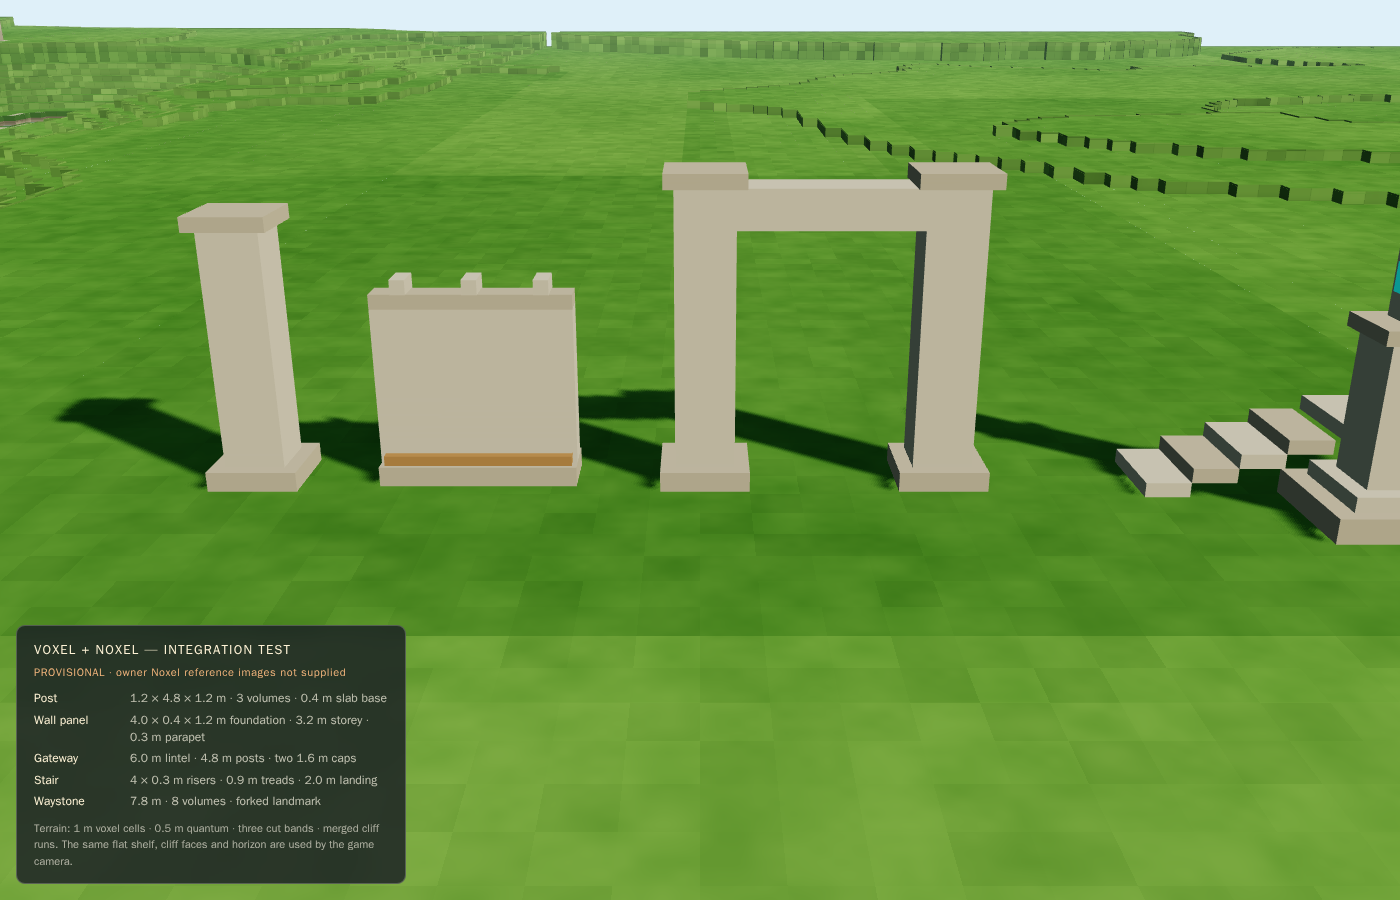 VOXEL + NOXEL — INTEGRATION TEST
PROVISIONAL · owner Noxel reference images not supplied
Post 1.2 × 4.8 × 1.2 m · 3 volumes · 0.4 m slab base
Wall panel 4.0 × 0.4 × 1.2 m foundation · 3.2 m storey ·
0.3 m parapet
Gateway 6.0 m lintel · 4.8 m posts · two 1.6 m caps
Stair 4 × 0.3 m risers · 0.9 m treads · 2.0 m landing
Waystone 7.8 m · 8 volumes · forked landmark
Terrain: 1 m voxel cells · 0.5 m quantum · three cut bands · merged cliff
runs. The same flat shelf, cliff faces and horizon are used by the game
camera.